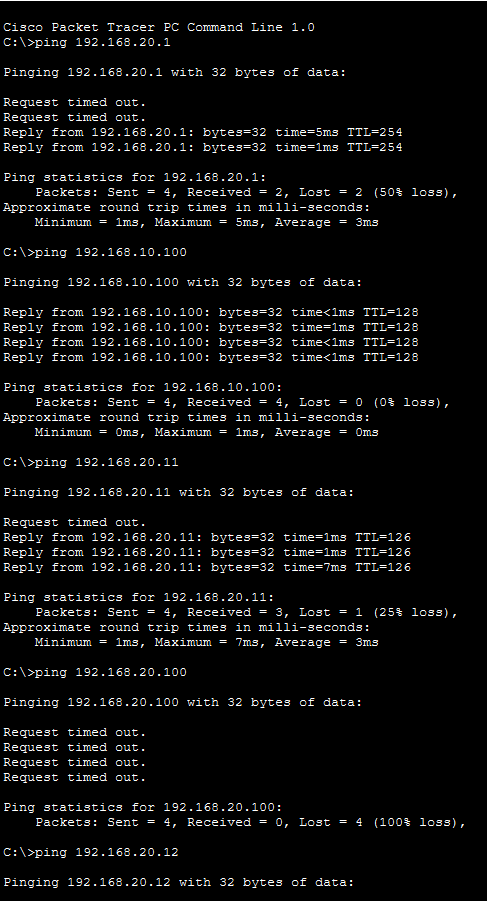 Cisco Packet Tracer PC Command Line 1.0
C:\>ping 192.168.20.1
Pinging 192.168.20.1 with 32 bytes of data:
Request timed out.
Request timed out.
Reply from 192.168.20.1: bytes=32 time=5ms TTL=254
Reply from 192.168.20.1: bytes=32 time=1ms TTL=254
Ping statistics for 192.168.20.1:
Packets: Sent = 4, Received = 2, Lost = 2 (50% loss),
Approximate round trip times in milli-seconds:
Minimum = 1ms, Maximum = 5ms, Average = 3ms
C:\>ping 192.168.10.100
Pinging 192.168.10.100 with 32 bytes of data:
Reply from 192.168.10.100: bytes=32 time<1ms TTL=128
Reply from 192.168.10.100: bytes=32 time=1ms TTL=128
Reply from 192.168.10.100: bytes=32 time<1ms TTL=128
Reply from 192.168.10.100: bytes=32 time<1ms TTL=128
Ping statistics for 192.168.10.100:
Packets: Sent = 4, Received = 4, Lost = 0 (0% loss),
Approximate round trip times in milli-seconds:
Minimum = 0ms, Maximum = 1ms, Average = 0ms
C:\>ping 192.168.20.11
Pinging 192.168.20.11 with 32 bytes of data:
Request timed out.
Reply from 192.168.20.11: bytes=32 time=1ms TTL=126
Reply from 192.168.20.11: bytes=32 time=1ms TTL=126
Reply from 192.168.20.11: bytes=32 time=7ms TTL=126
Ping statistics for 192.168.20.11:
Packets: Sent = 4, Received = 3, Lost = 1 (25% loss),
Approximate round trip times in milli-seconds:
Minimum = 1ms, Maximum = 7ms, Average = 3ms
C:\>ping 192.168.20.100
Pinging 192.168.20.100 with 32 bytes of data:
Request timed out.
Request timed out.
Request timed out.
Request timed out.
Ping statistics for 192.168.20.100:
Packets: Sent = 4, Received = 0, Lost = 4 (100% loss),
C:\>ping 192.168.20.12
Pinging 192.168.20.12 with 32 bytes of data: